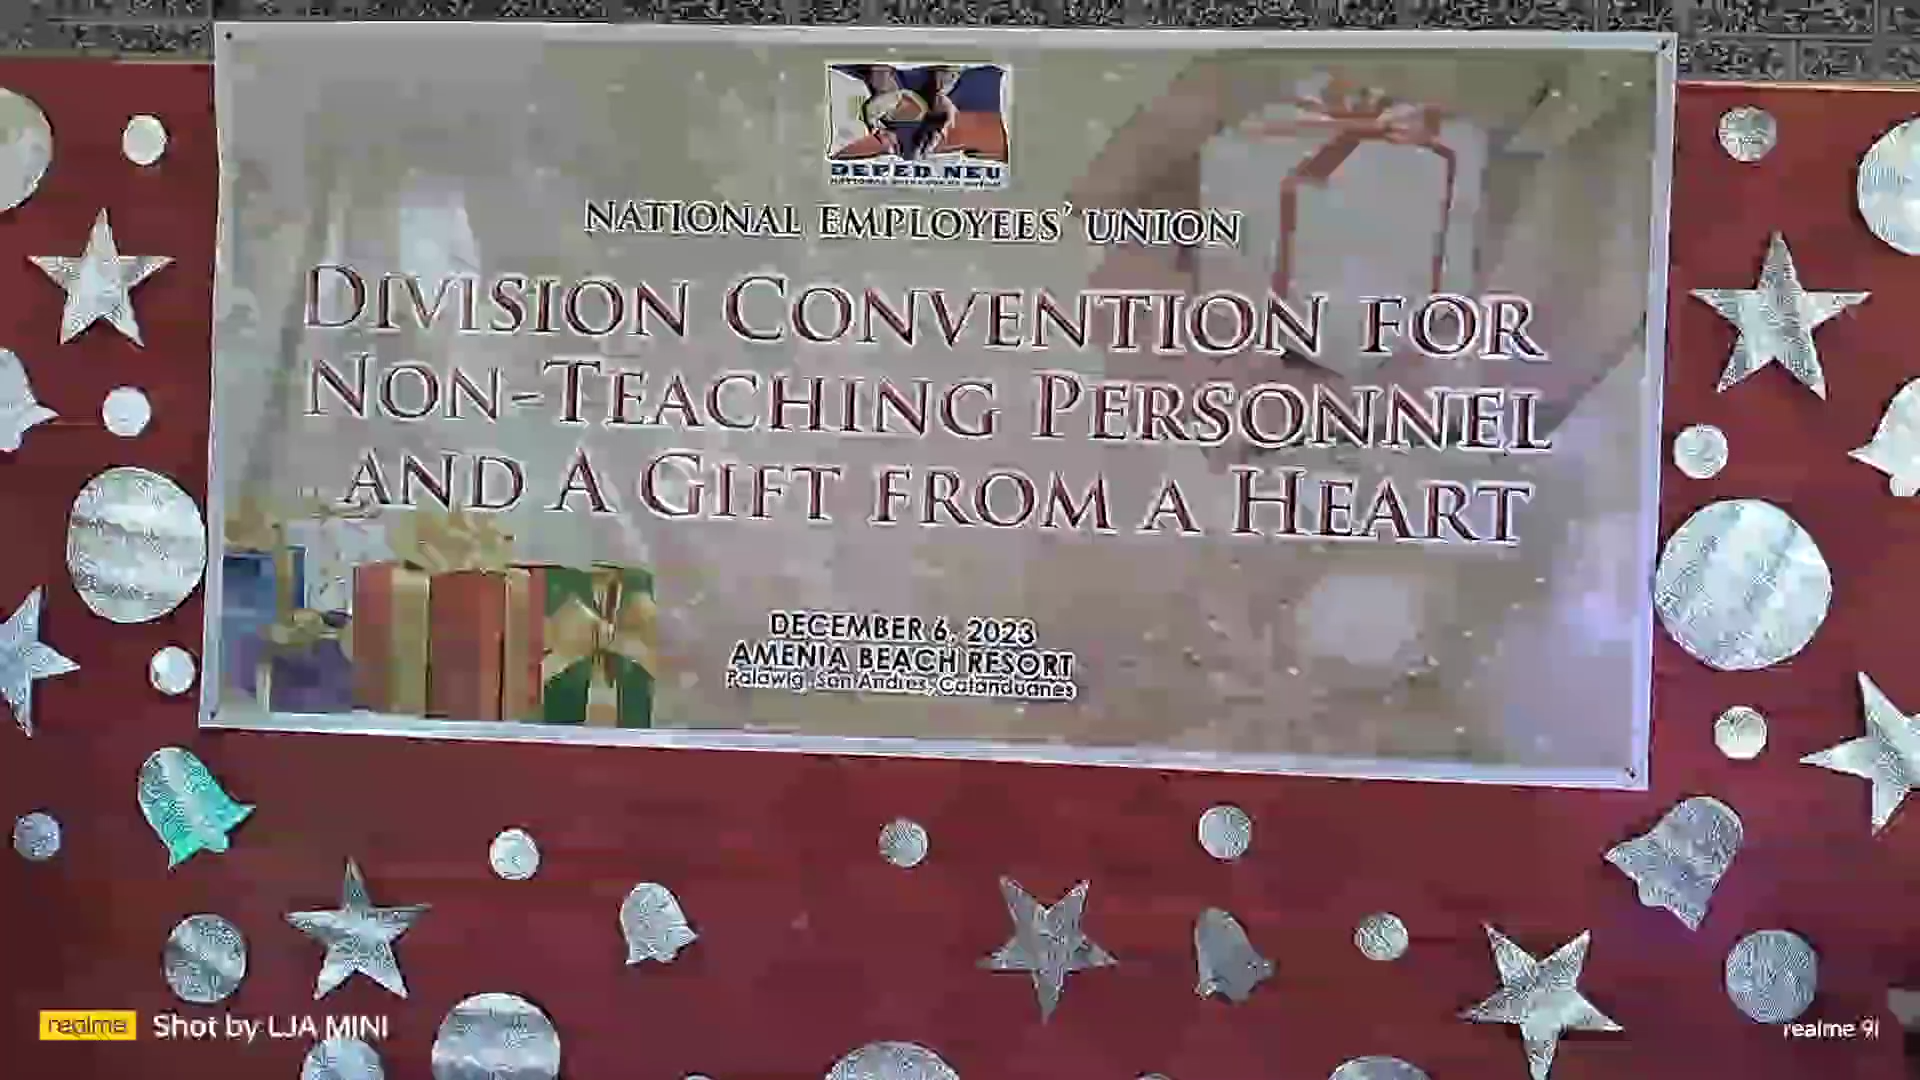 DEPED NEU
NATIONAL EMPLOYEES' UNION
DIVISION CONVENTION FOR
NON-TEACHING PERSONNEL
AND A GIFT FROM A HEART
DECEMBER 6, 2023
AMENIA BEACH RESORT
Palawig, San Andres, Catanduanes
realme Shot by LJA MINI
realme 9i